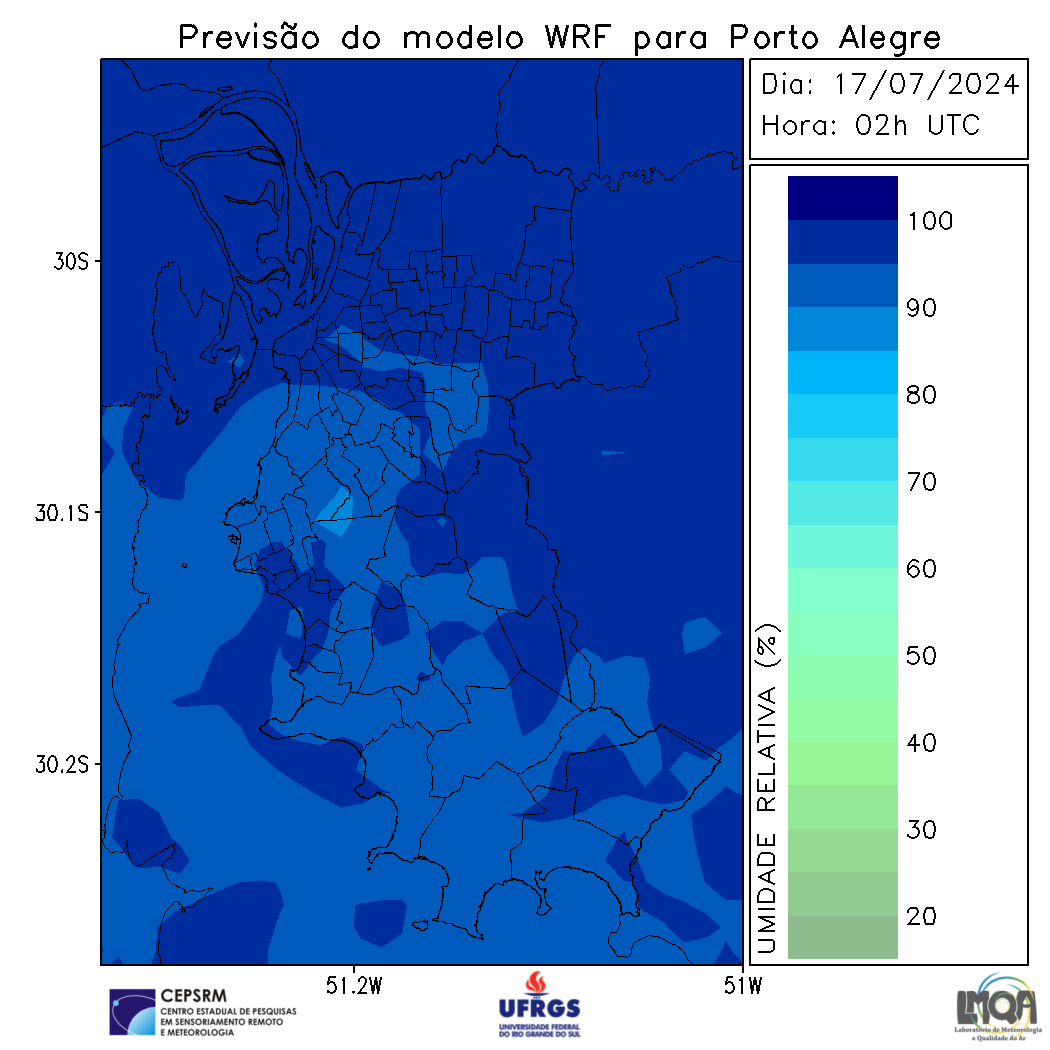 Previsão do modelo WRF para Porto Alegre
Dia: 17/07/2024
Hora: 02h UTC
30S
30.1S
30.2S
51.2W
51W
100
90
80
70
60
50
40
30
20
UMIDADE RELATIVA (%)
CEPSRM
CENTRO ESTADUAL DE PESQUISAS
EM SENSORIAMENTO REMOTO
E METEOROLOGIA
UFRGS
UNIVERSIDADE FEDERAL
DO RIO GRANDE DO SUL
LMQA
Laboratório de Meteorologia
e Qualidade do Ar